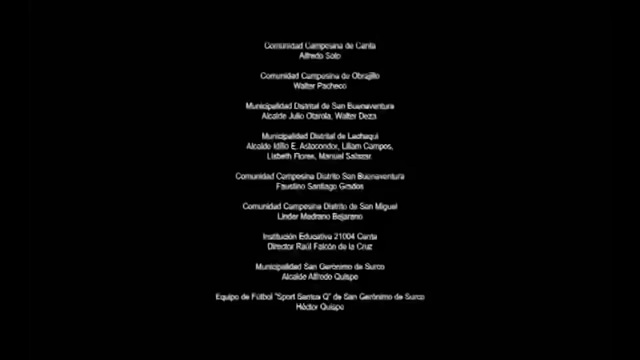 Comunidad Campesina de Canta
Alfredo Soto
Comunidad Campesina de Obrajillo
Walter Pacheco
Municipalidad Distrital de San Buenaventura
Alcalde Julio Otarola, Walter Deza
Municipalidad Distrital de Lachaqui
Alcalde Idilio E. Astocondor, Liliam Campos,
Lisbeth Flores, Manuel Salazar
Comunidad Campesina Distrito San Buenaventura
Faustino Santiago Grados
Comunidad Campesina Distrito de San Miguel
Linder Medrano Bejarano
Institución Educativa 21004 Canta
Director Raúl Falcón de la Cruz
Municipalidad San Gerónimo de Surco
Alcalde Alfredo Quispe
Equipo de Fútbol "Sport Santos Q" de San Gerónimo de Surco
Héctor Quispe